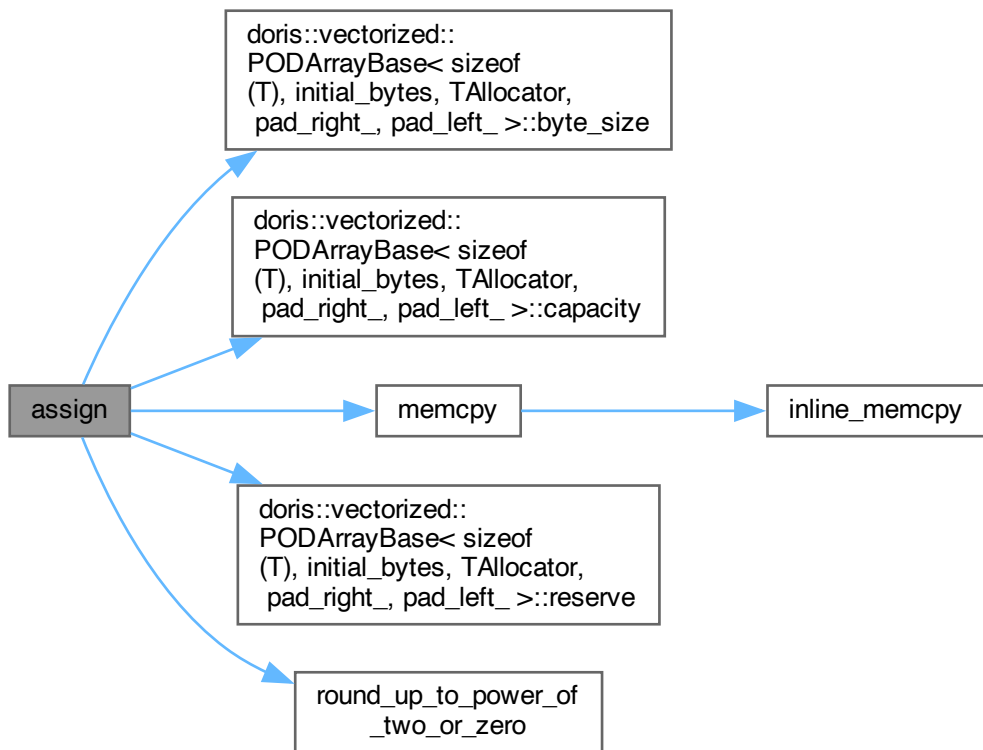 doris::vectorized::
PODArrayBase< sizeof
(T), initial_bytes, TAllocator,
pad_right_, pad_left_ >::byte_size
doris::vectorized::
PODArrayBase< sizeof
(T), initial_bytes, TAllocator,
pad_right_, pad_left_ >::capacity
assign
memcpy
inline_memcpy
doris::vectorized::
PODArrayBase< sizeof
(T), initial_bytes, TAllocator,
pad_right_, pad_left_ >::reserve
round_up_to_power_of
_two_or_zero